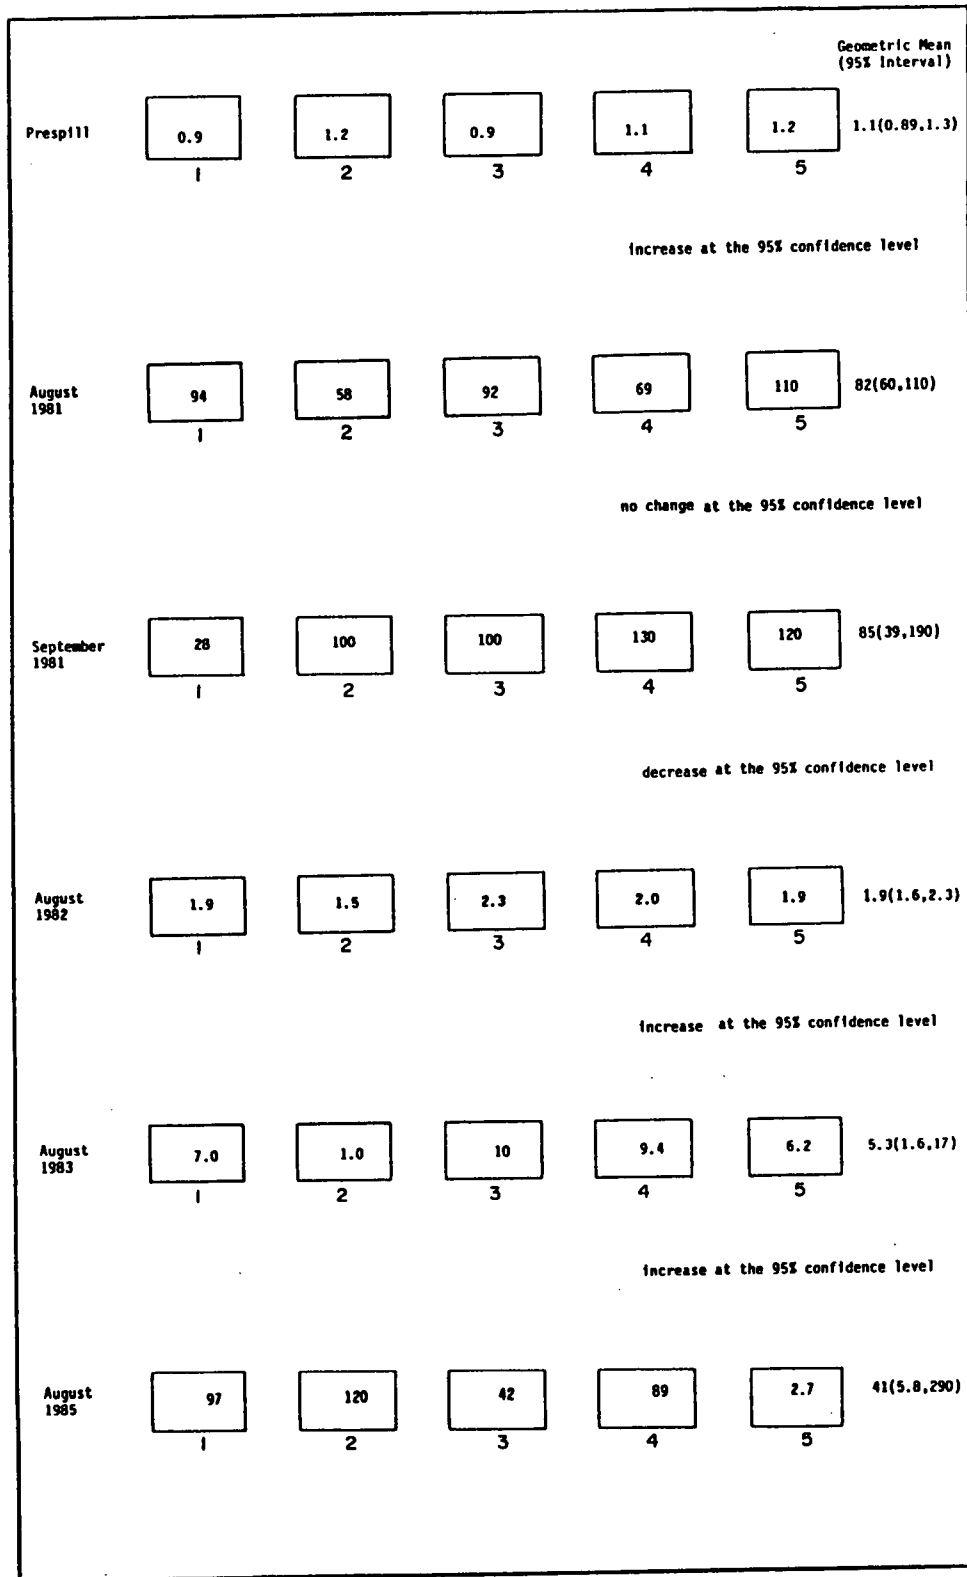 Geometric Mean
(95% Interval)
Prespill 0.9 1.2 0.9 1.1 1.2 1.1(0.89,1.3)
1 2 3 4 5
increase at the 95% confidence level
August
1981 94 58 92 69 110 82(60,110)
1 2 3 4 5
no change at the 95% confidence level
September
1981 28 100 100 130 120 85(39,190)
1 2 3 4 5
decrease at the 95% confidence level
August
1982 1.9 1.5 2.3 2.0 1.9 1.9(1.6,2.3)
1 2 3 4 5
increase at the 95% confidence level
August
1983 7.0 1.0 10 9.4 6.2 5.3(1.6,17)
1 2 3 4 5
increase at the 95% confidence level
August
1985 97 120 42 89 2.7 41(5.8,290)
1 2 3 4 5